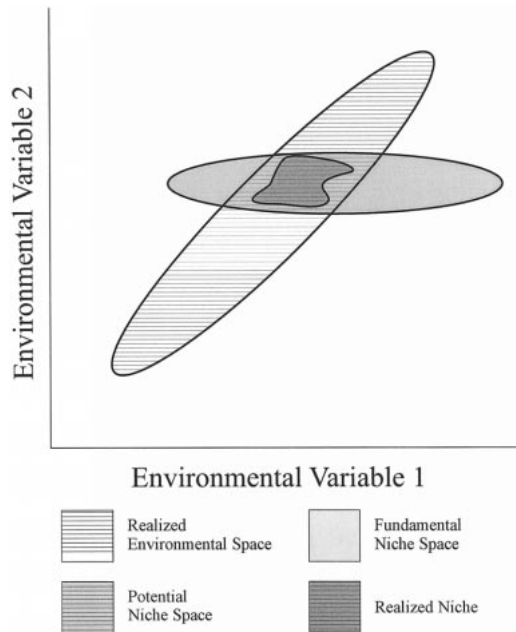 Environmental Variable 2
Environmental Variable 1
Realized
Environmental Space
Fundamental
Niche Space
Potential
Niche Space
Realized Niche